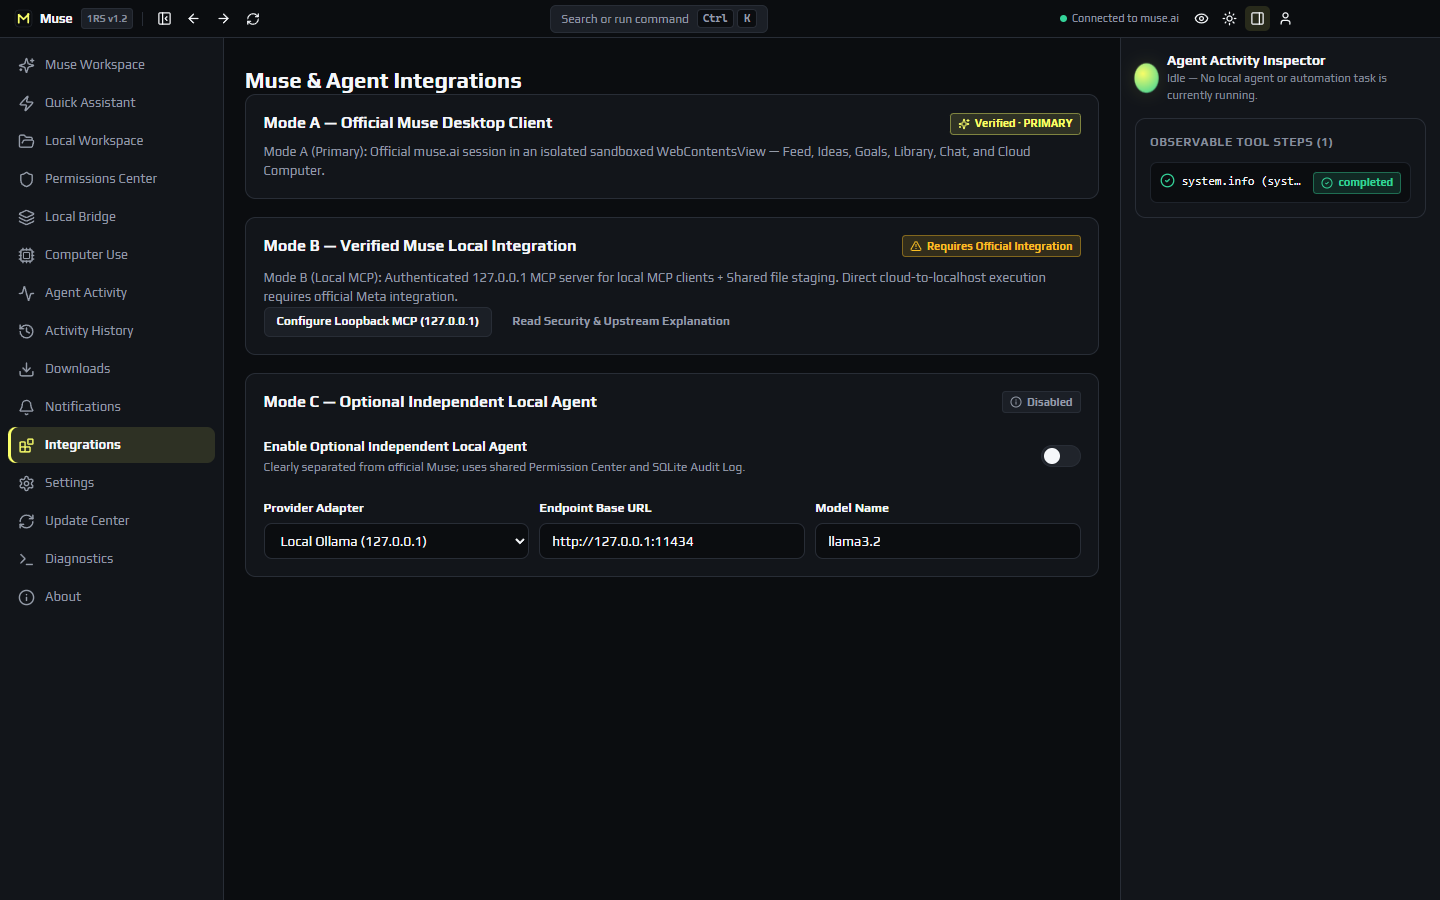 Muse 1RS v1.2
Search or run command Ctrl K
Connected to muse.ai
Muse Workspace
Quick Assistant
Local Workspace
Permissions Center
Local Bridge
Computer Use
Agent Activity
Activity History
Downloads
Notifications
Integrations
Settings
Update Center
Diagnostics
About
Muse & Agent Integrations
Mode A — Official Muse Desktop Client
Verified · PRIMARY
Mode A (Primary): Official muse.ai session in an isolated sandboxed WebContentsView — Feed, Ideas, Goals, Library, Chat, and Cloud
Computer.
Mode B — Verified Muse Local Integration
Requires Official Integration
Mode B (Local MCP): Authenticated 127.0.0.1 MCP server for local MCP clients + Shared file staging. Direct cloud-to-localhost execution
requires official Meta integration.
Configure Loopback MCP (127.0.0.1)
Read Security & Upstream Explanation
Mode C — Optional Independent Local Agent
Disabled
Enable Optional Independent Local Agent
Clearly separated from official Muse; uses shared Permission Center and SQLite Audit Log.
Provider Adapter
Local Ollama (127.0.0.1)
Endpoint Base URL
http://127.0.0.1:11434
Model Name
llama3.2
Agent Activity Inspector
Idle — No local agent or automation task is
currently running.
OBSERVABLE TOOL STEPS (1)
system.info (syst…
completed